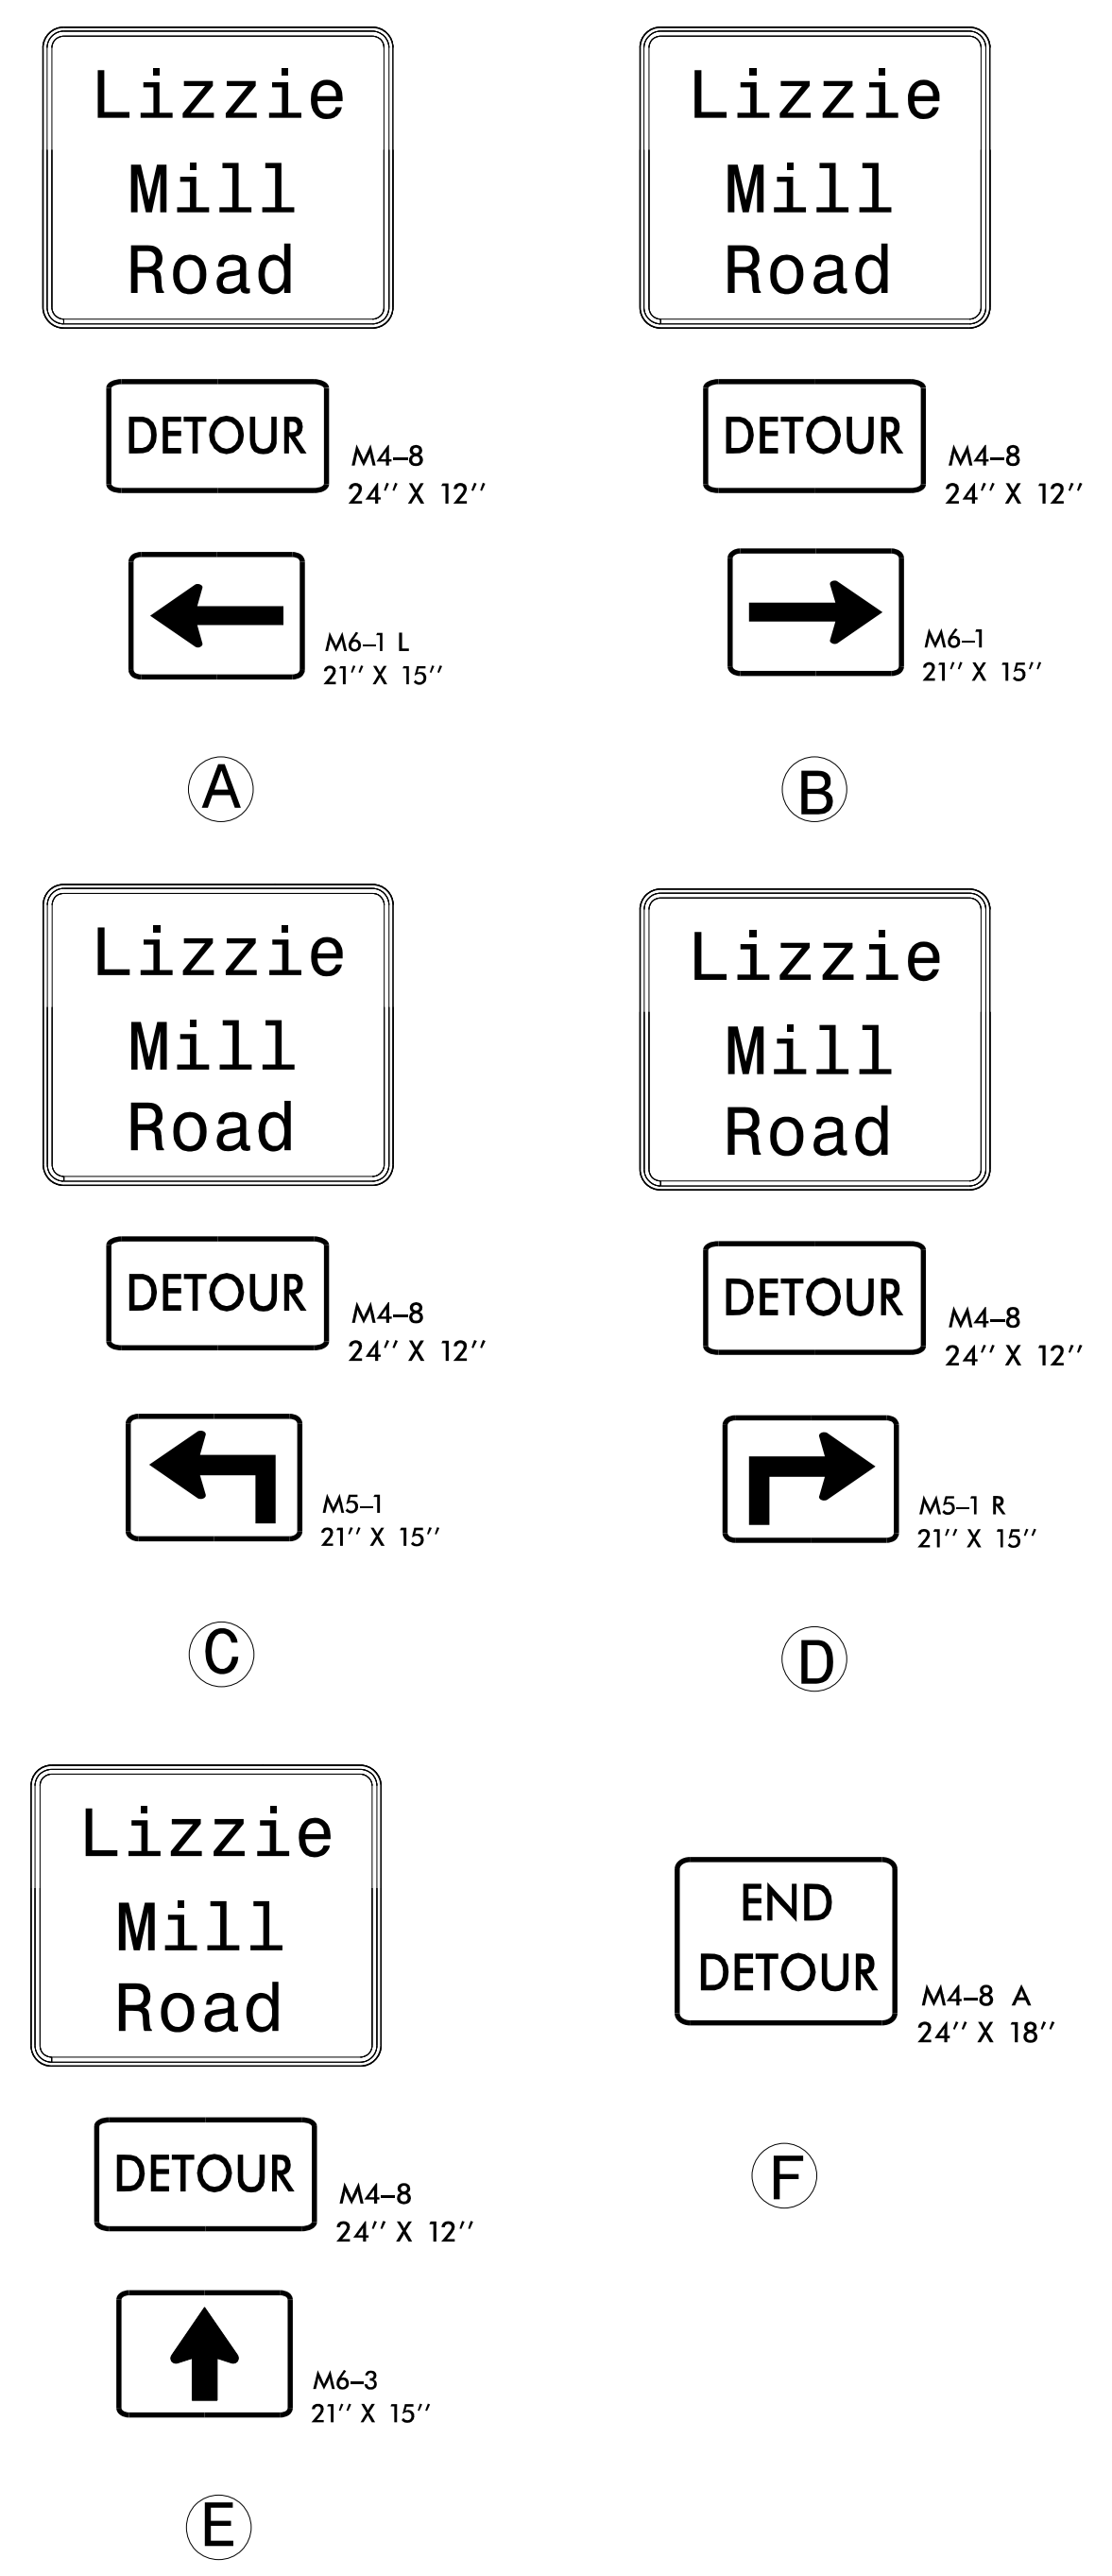 Lizzie
Mill
Road
DETOUR
M4–8
24’’ X 12’’
M6–1 L
21’’ X 15’’
A
Lizzie
Mill
Road
DETOUR
M4–8
24’’ X 12’’
M6–1
21’’ X 15’’
B
Lizzie
Mill
Road
DETOUR
M4–8
24’’ X 12’’
M5–1
21’’ X 15’’
C
Lizzie
Mill
Road
DETOUR
M4–8
24’’ X 12’’
M5–1 R
21’’ X 15’’
D
Lizzie
Mill
Road
DETOUR
M4–8
24’’ X 12’’
M6–3
21’’ X 15’’
E
END
DETOUR
M4–8 A
24’’ X 18’’
F